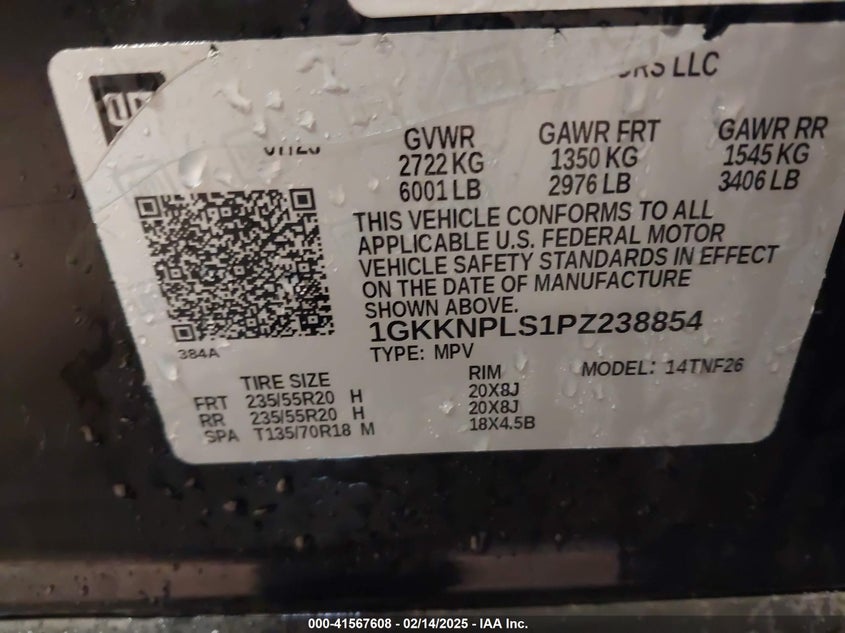 LLC
GVWR GAWR FRT GAWR RR
2722 KG 1350 KG 1545 KG
6001 LB 2976 LB 3406 LB
THIS VEHICLE CONFORMS TO ALL
APPLICABLE U.S. FEDERAL MOTOR
VEHICLE SAFETY STANDARDS IN EFFECT
ON THE DATE OF MANUFACTURE
SHOWN ABOVE.
1GKKNPLS1PZ238854
384A
TYPE: MPV
MODEL: 14TNF26
TIRE SIZE RIM
FRT 235/55R20 H 20X8J
RR 235/55R20 H 20X8J
SPA T135/70R18 M 18X4.5B
000-41567608 - 02/14/2025 - IAA Inc.